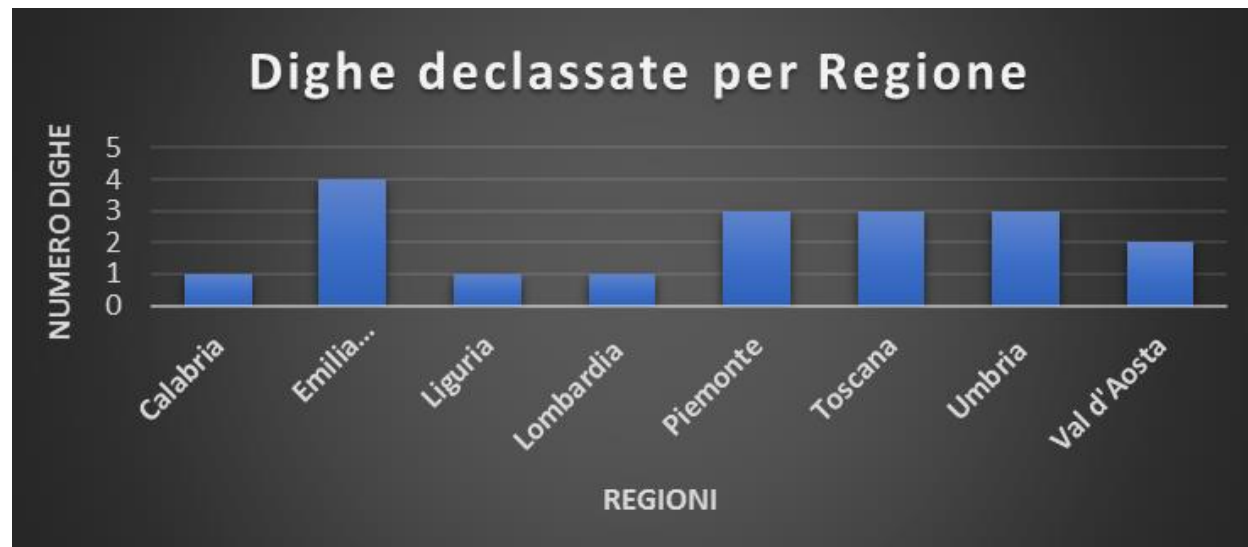 Dighe declassate per Regione
NUMERO DIGHE
5
4
3
2
1
0
Calabria
Emilia...
Liguria
Lombardia
Piemonte
Toscana
Umbria
Val d'Aosta
REGIONI